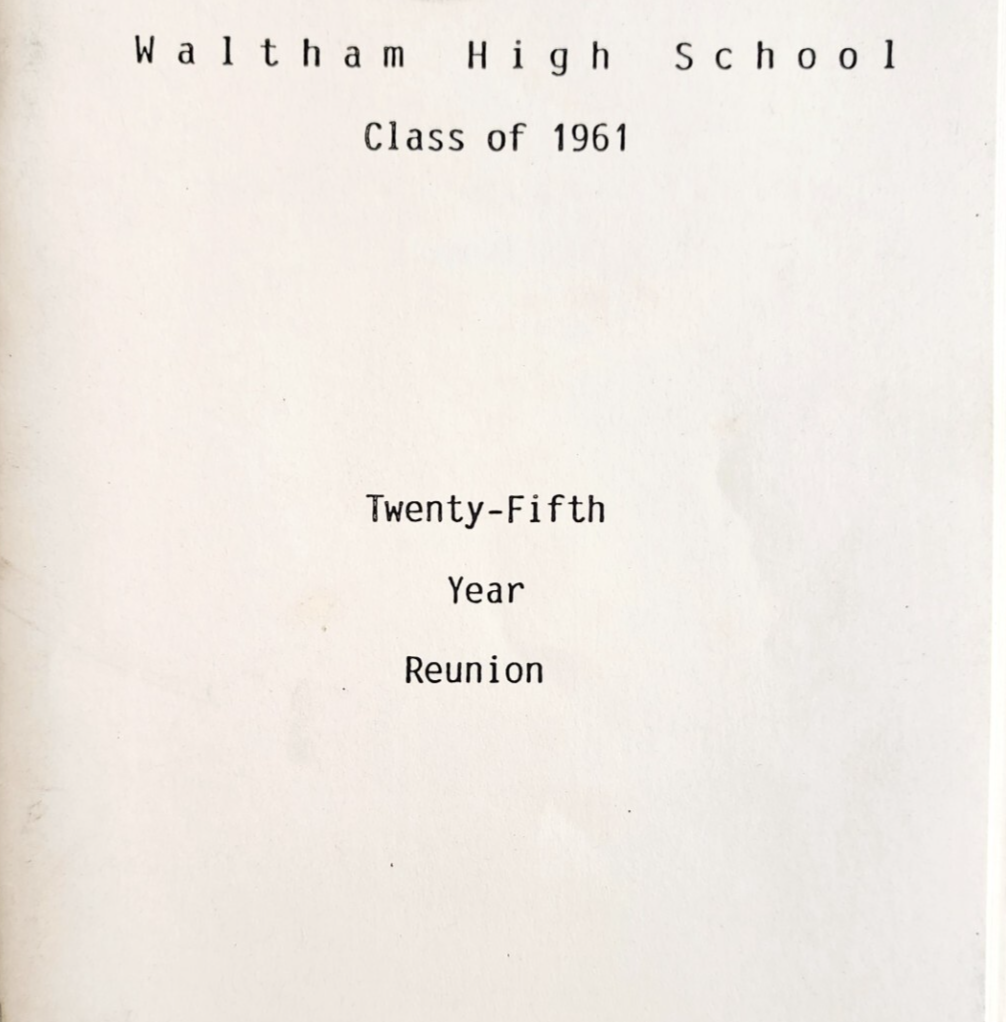 Waltham High School
Class of 1961
Twenty-Fifth
Year
Reunion